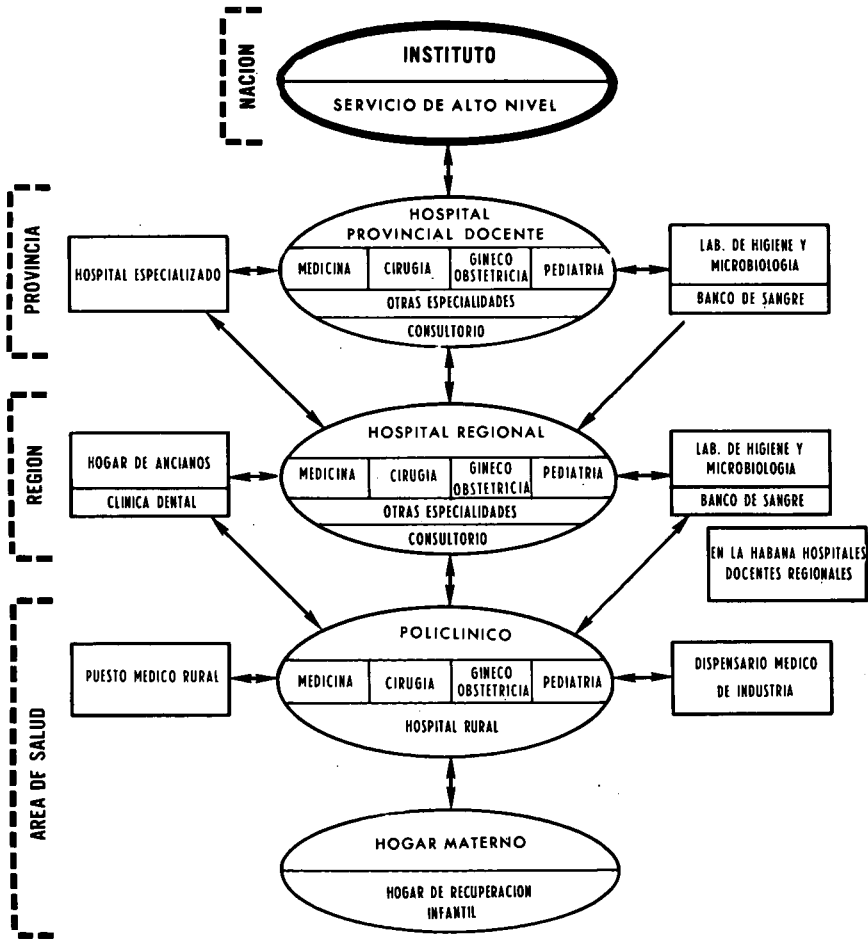 NACION
INSTITUTO
SERVICIO DE ALTO NIVEL
PROVINCIA
HOSPITAL ESPECIALIZADO
HOSPITAL
PROVINCIAL DOCENTE
MEDICINA
CIRUGIA
GINECO
OBSTETRICIA
PEDIATRIA
OTRAS ESPECIALIDADES
CONSULTORIO
LAB. DE HIGIENE Y
MICROBIOLOGIA
BANCO DE SANGRE
REGION
HOGAR DE ANCIANOS
CLINICA DENTAL
HOSPITAL REGIONAL
MEDICINA
CIRUGIA
GINECO
OBSTETRICIA
PEDIATRIA
OTRAS ESPECIALIDADES
CONSULTORIO
LAB. DE HIGIENE Y
MICROBIOLOGIA
BANCO DE SANGRE
EN LA HABANA HOSPITALES
DOCENTES REGIONALES
AREA DE SALUD
PUESTO MEDICO RURAL
POLICLINICO
MEDICINA
CIRUGIA
GINECO
OBSTETRICIA
PEDIATRIA
HOSPITAL RURAL
DISPENSARIO MEDICO
DE INDUSTRIA
HOGAR MATERNO
HOGAR DE RECUPERACION
INFANTIL